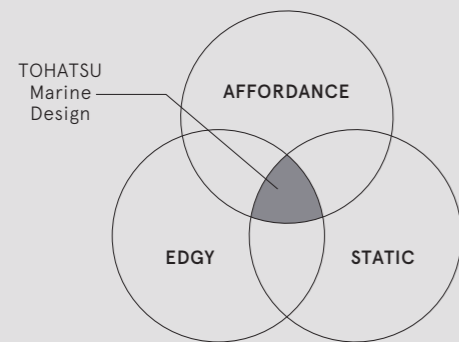 TOHATSU
Marine
Design
AFFORDANCE
EDGY
STATIC